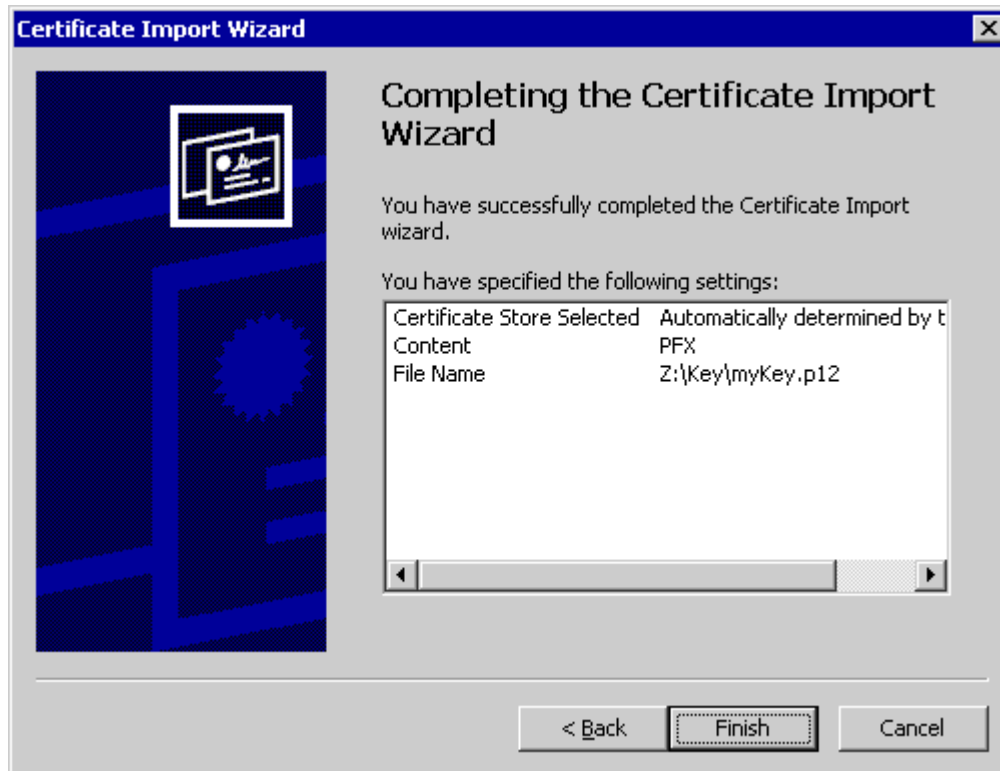 Certificate Import Wizard
Completing the Certificate Import
Wizard
You have successfully completed the Certificate Import
wizard.
You have specified the following settings:
Certificate Store Selected Automatically determined by t
Content PFX
File Name Z:\Key\myKey.p12
< Back Finish Cancel